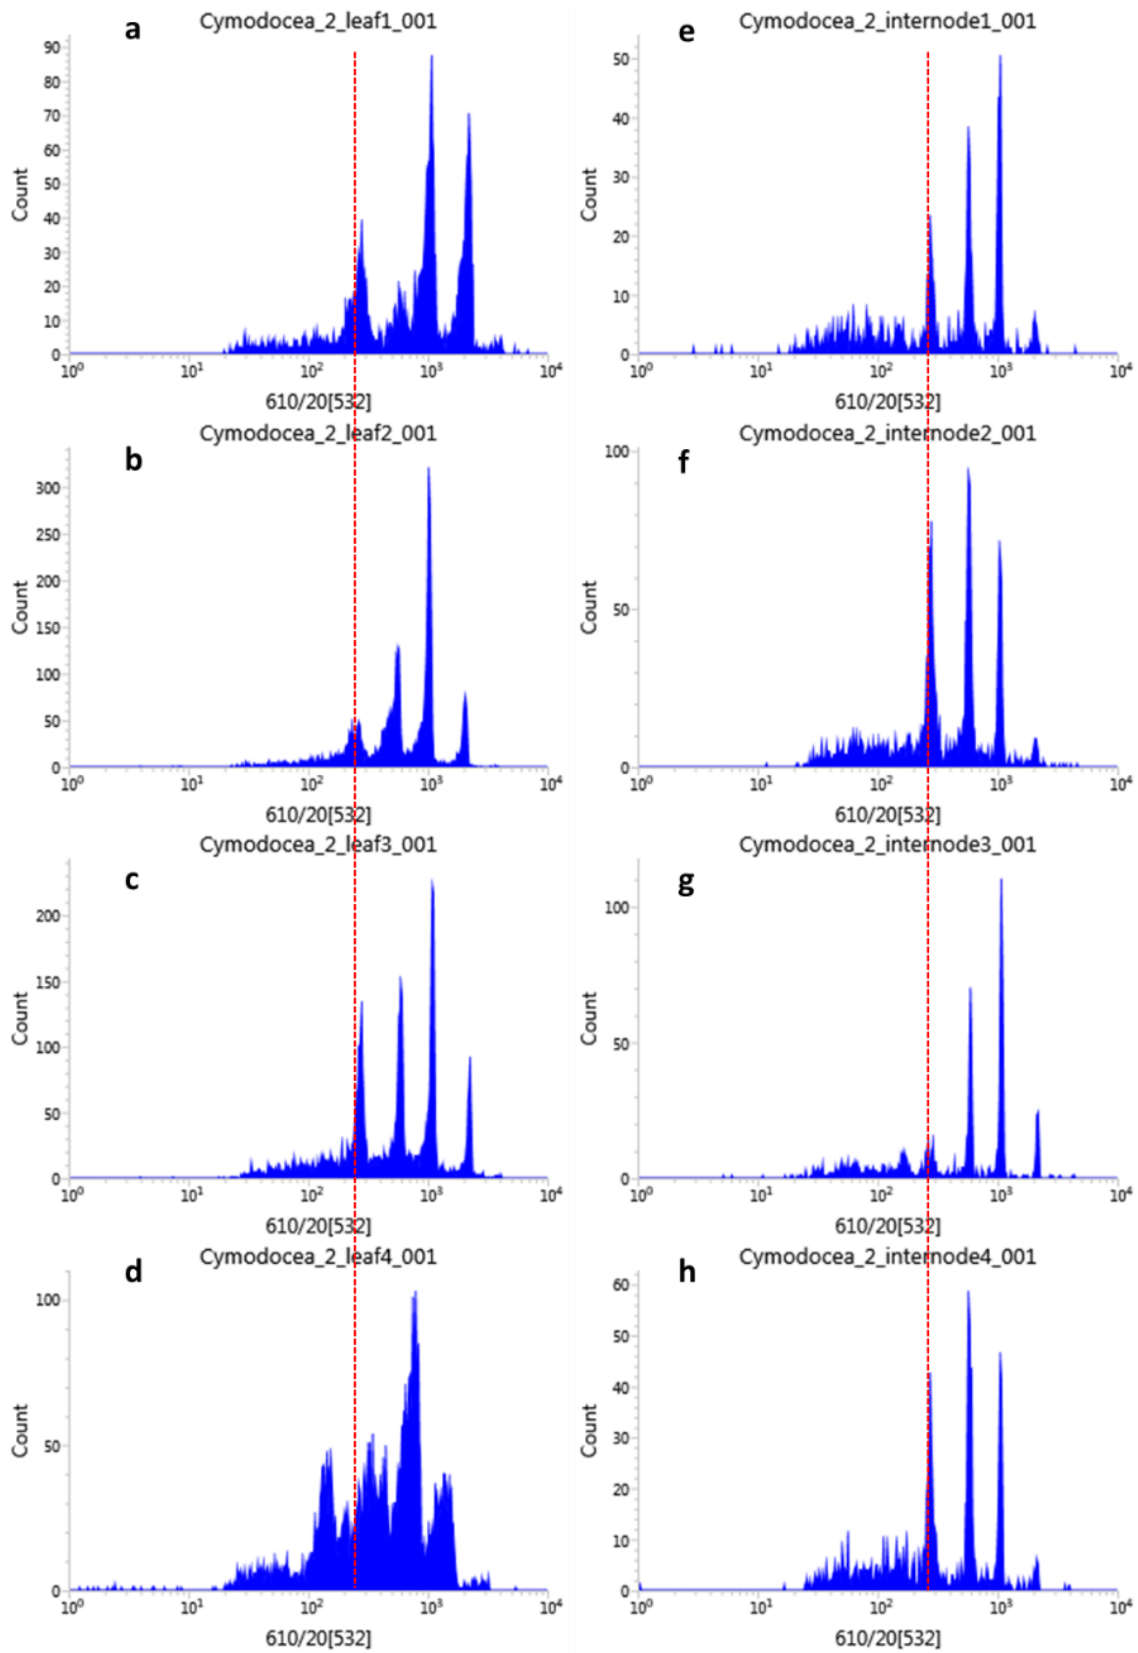 a
Cymodocea_2_leaf1_001
90
80
70
60
50
40
30
20
10
0
Count
10⁰ 10¹ 10² 10³ 10⁴
610/20[532]
e
Cymodocea_2_internode1_001
50
40
30
20
10
0
Count
10⁰ 10¹ 10² 10³ 10⁴
610/20[532]
b
Cymodocea_2_leaf2_001
300
250
200
150
100
50
0
Count
10⁰ 10¹ 10² 10³ 10⁴
610/20[532]
f
Cymodocea_2_internode2_001
100
50
0
Count
10⁰ 10¹ 10² 10³ 10⁴
610/20[532]
c
Cymodocea_2_leaf3_001
200
150
100
50
0
Count
10⁰ 10¹ 10² 10³ 10⁴
610/20[532]
g
Cymodocea_2_internode3_001
100
50
0
Count
10⁰ 10¹ 10² 10³ 10⁴
610/20[532]
d
Cymodocea_2_leaf4_001
100
50
0
Count
10⁰ 10¹ 10² 10³ 10⁴
610/20[532]
h
Cymodocea_2_internode4_001
60
50
40
30
20
10
0
Count
10⁰ 10¹ 10² 10³ 10⁴
610/20[532]